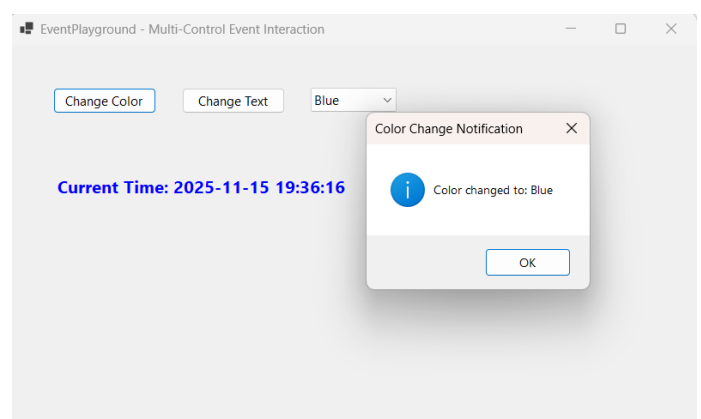 EventPlayground - Multi-Control Event Interaction
Change Color
Change Text
Blue
Color Change Notification
Current Time: 2025-11-15 19:36:16
Color changed to: Blue
OK